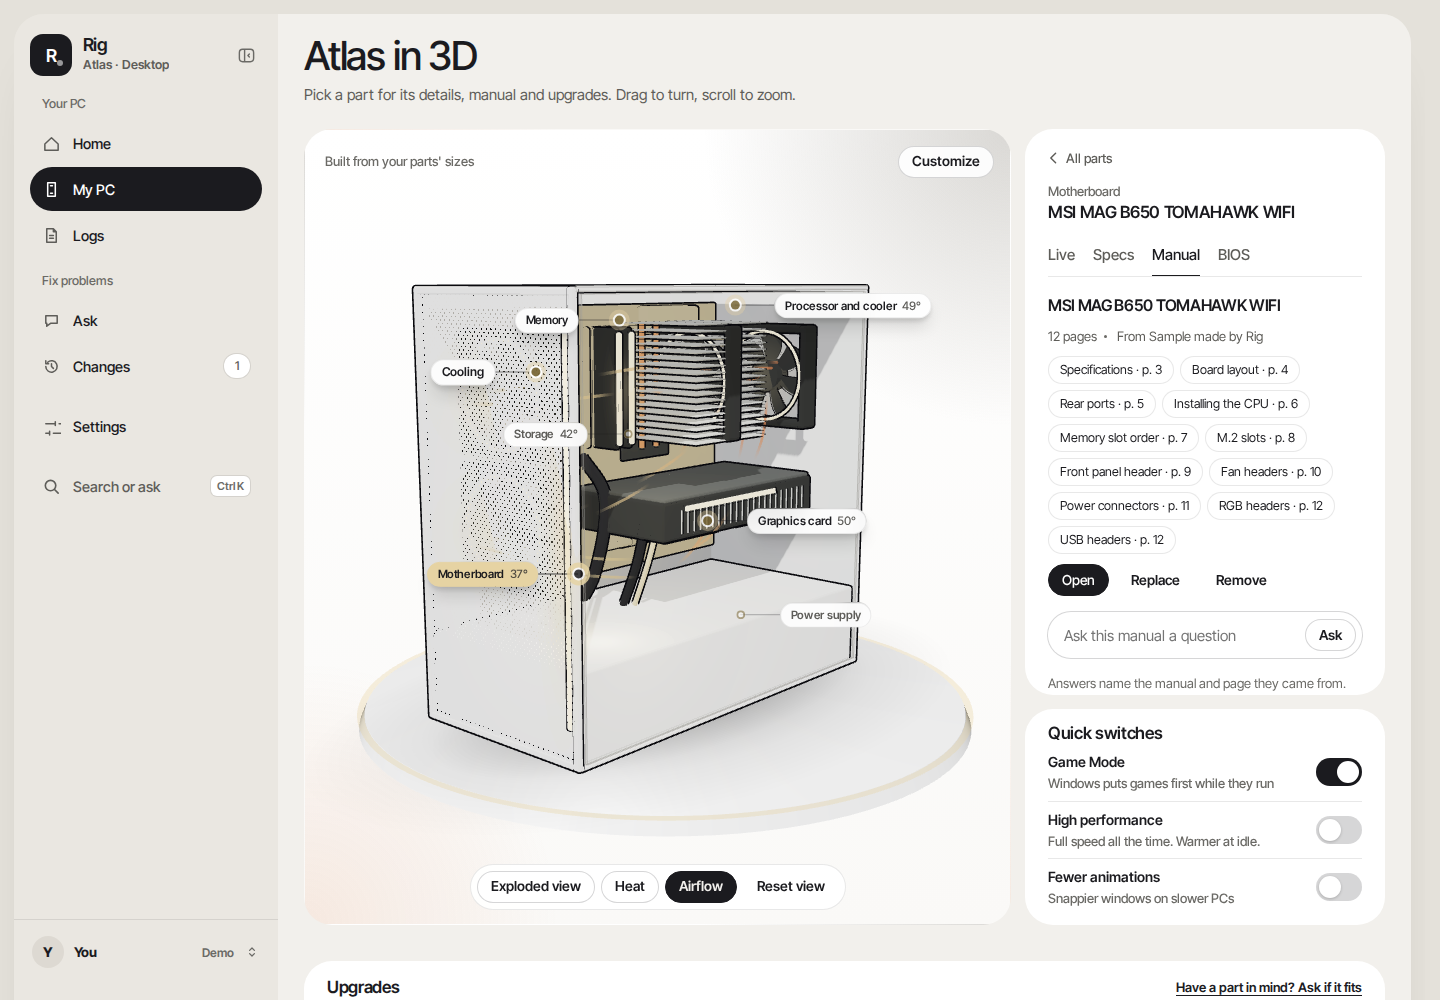 R
Rig
Atlas · Desktop
Your PC
Home
My PC
Logs
Fix problems
Ask
Changes 1
Settings
Search or ask Ctrl K
Y You Demo
Atlas in 3D
Pick a part for its details, manual and upgrades. Drag to turn, scroll to zoom.
Built from your parts' sizes
Customize
Processor and cooler 49°
Memory
Cooling
Storage 42°
Graphics card 50°
Motherboard 37°
Power supply
Exploded view Heat Airflow Reset view
All parts
Motherboard
MSI MAG B650 TOMAHAWK WIFI
Live Specs Manual BIOS
MSI MAG B650 TOMAHAWK WIFI
12 pages • From Sample made by Rig
Specifications · p. 3 Board layout · p. 4
Rear ports · p. 5 Installing the CPU · p. 6
Memory slot order · p. 7 M.2 slots · p. 8
Front panel header · p. 9 Fan headers · p. 10
Power connectors · p. 11 RGB headers · p. 12
USB headers · p. 12
Open Replace Remove
Ask this manual a question Ask
Answers name the manual and page they came from.
Quick switches
Game Mode
Windows puts games first while they run
High performance
Full speed all the time. Warmer at idle.
Fewer animations
Snappier windows on slower PCs
Upgrades
Have a part in mind? Ask if it fits